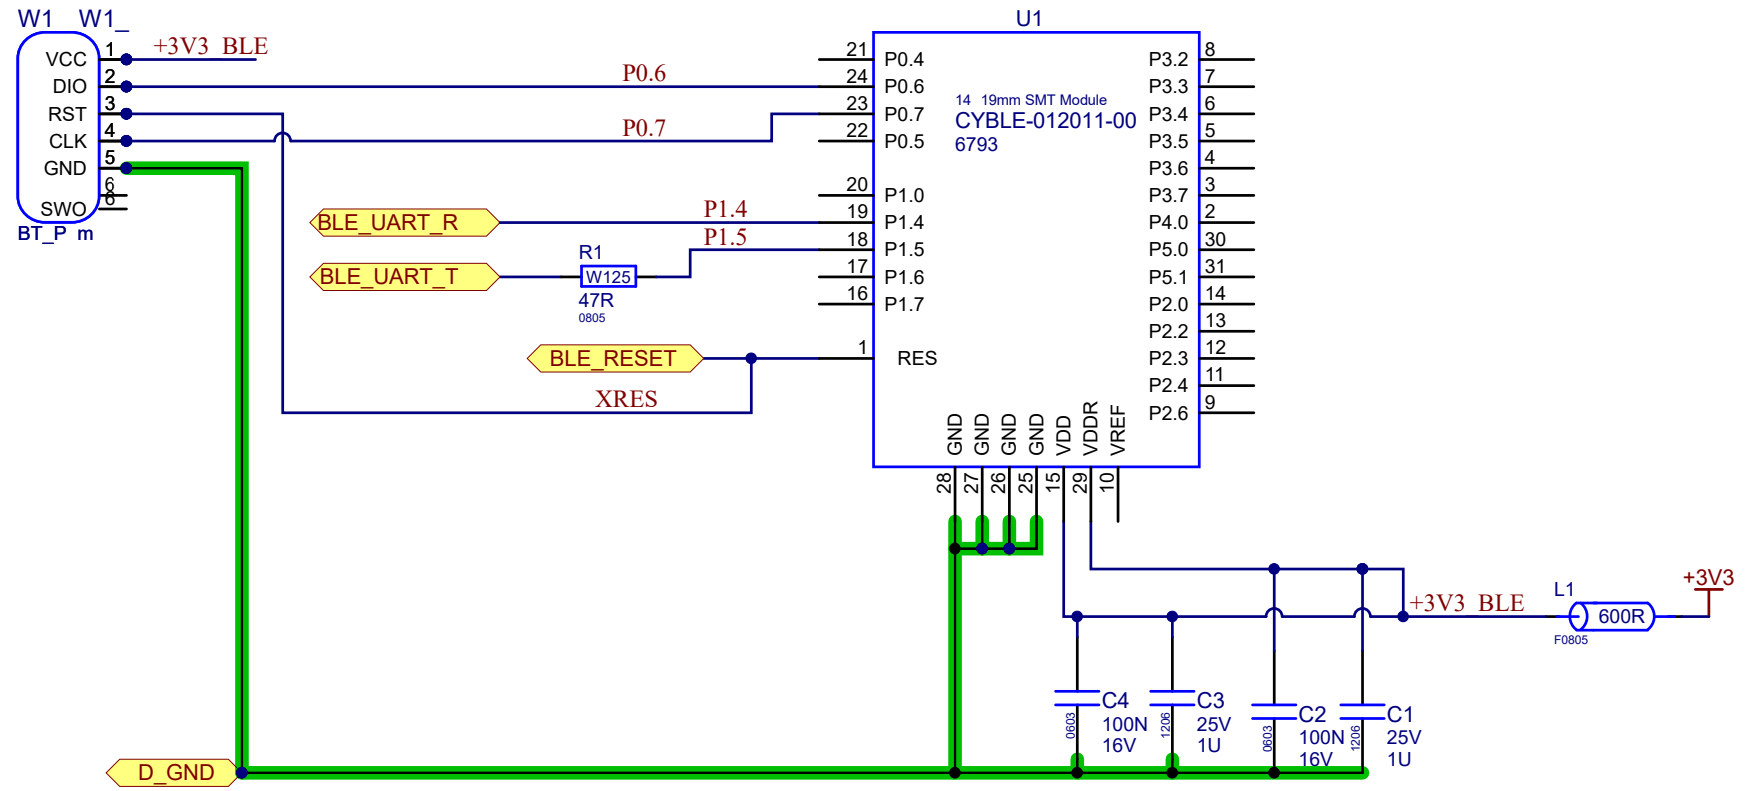 W1 W1_
VCC 1
DIO 2
RST 3
CLK 4
GND 5
6
SWO 8
BT_P m
+3V3 BLE
P0.6
P0.7
BLE_UART_R
P1.4
P1.5
BLE_UART_T
R1
W125
47R
0805
BLE_RESET
XRES
U1
14 19mm SMT Module
CYBLE-012011-00
6793
21 P0.4
24 P0.6
23 P0.7
22 P0.5
20 P1.0
19 P1.4
18 P1.5
17 P1.6
16 P1.7
1 RES
P3.2 8
P3.3 7
P3.4 6
P3.5 5
P3.6 4
P3.7 3
P4.0 2
P5.0 30
P5.1 31
P2.0 14
P2.2 13
P2.3 12
P2.4 11
P2.6 9
GND 28
GND 27
GND 26
GND 25
VDD 15
VDDR 29
VREF 10
+3V3 BLE
L1
600R
F0805
+3V3
C4
100N
16V
0603
C3
25V
1U
1206
C2
100N
16V
0603
C1
25V
1U
1206
D_GND